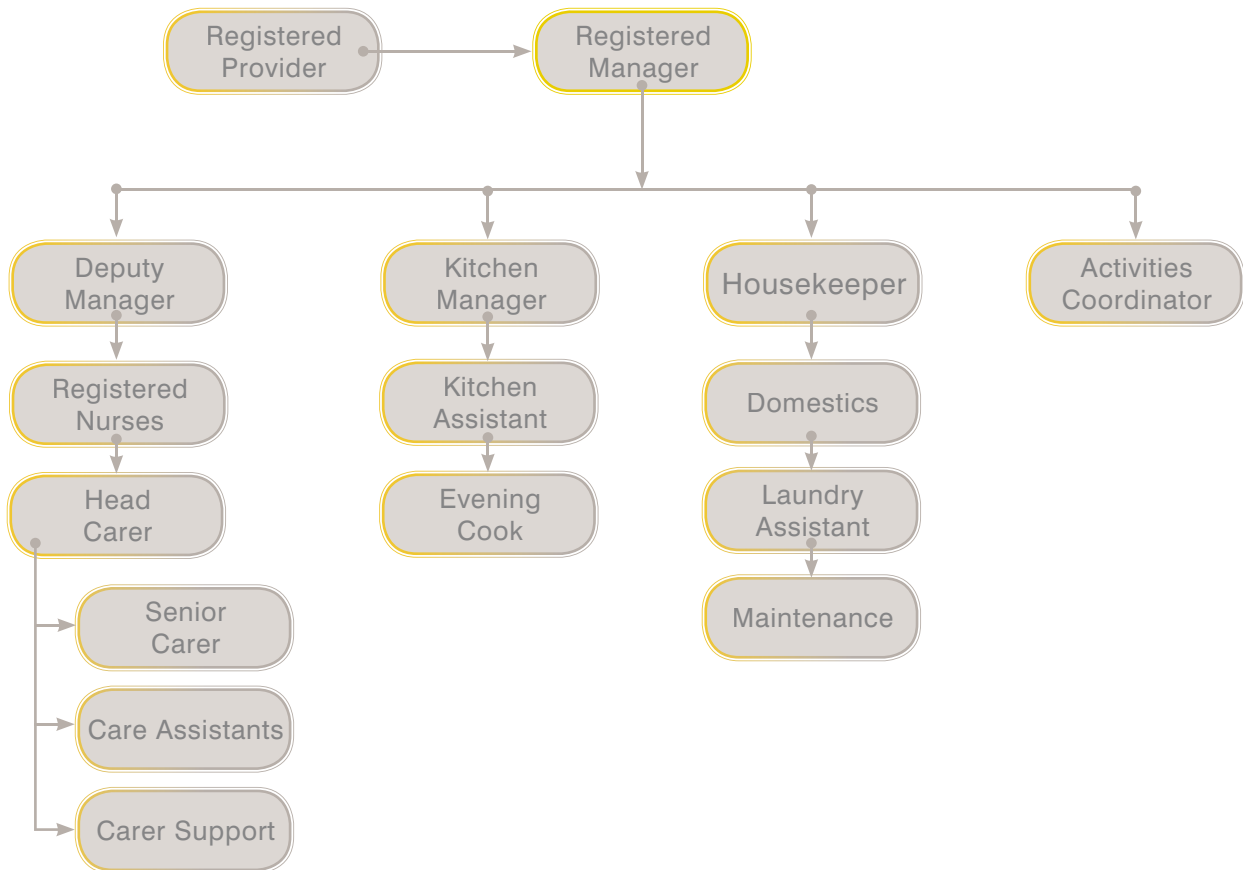 Registered
Provider
Registered
Manager
Deputy
Manager
Kitchen
Manager
Housekeeper
Activities
Coordinator
Registered
Nurses
Kitchen
Assistant
Domestics
Head
Carer
Evening
Cook
Laundry
Assistant
Senior
Carer
Maintenance
Care Assistants
Carer Support